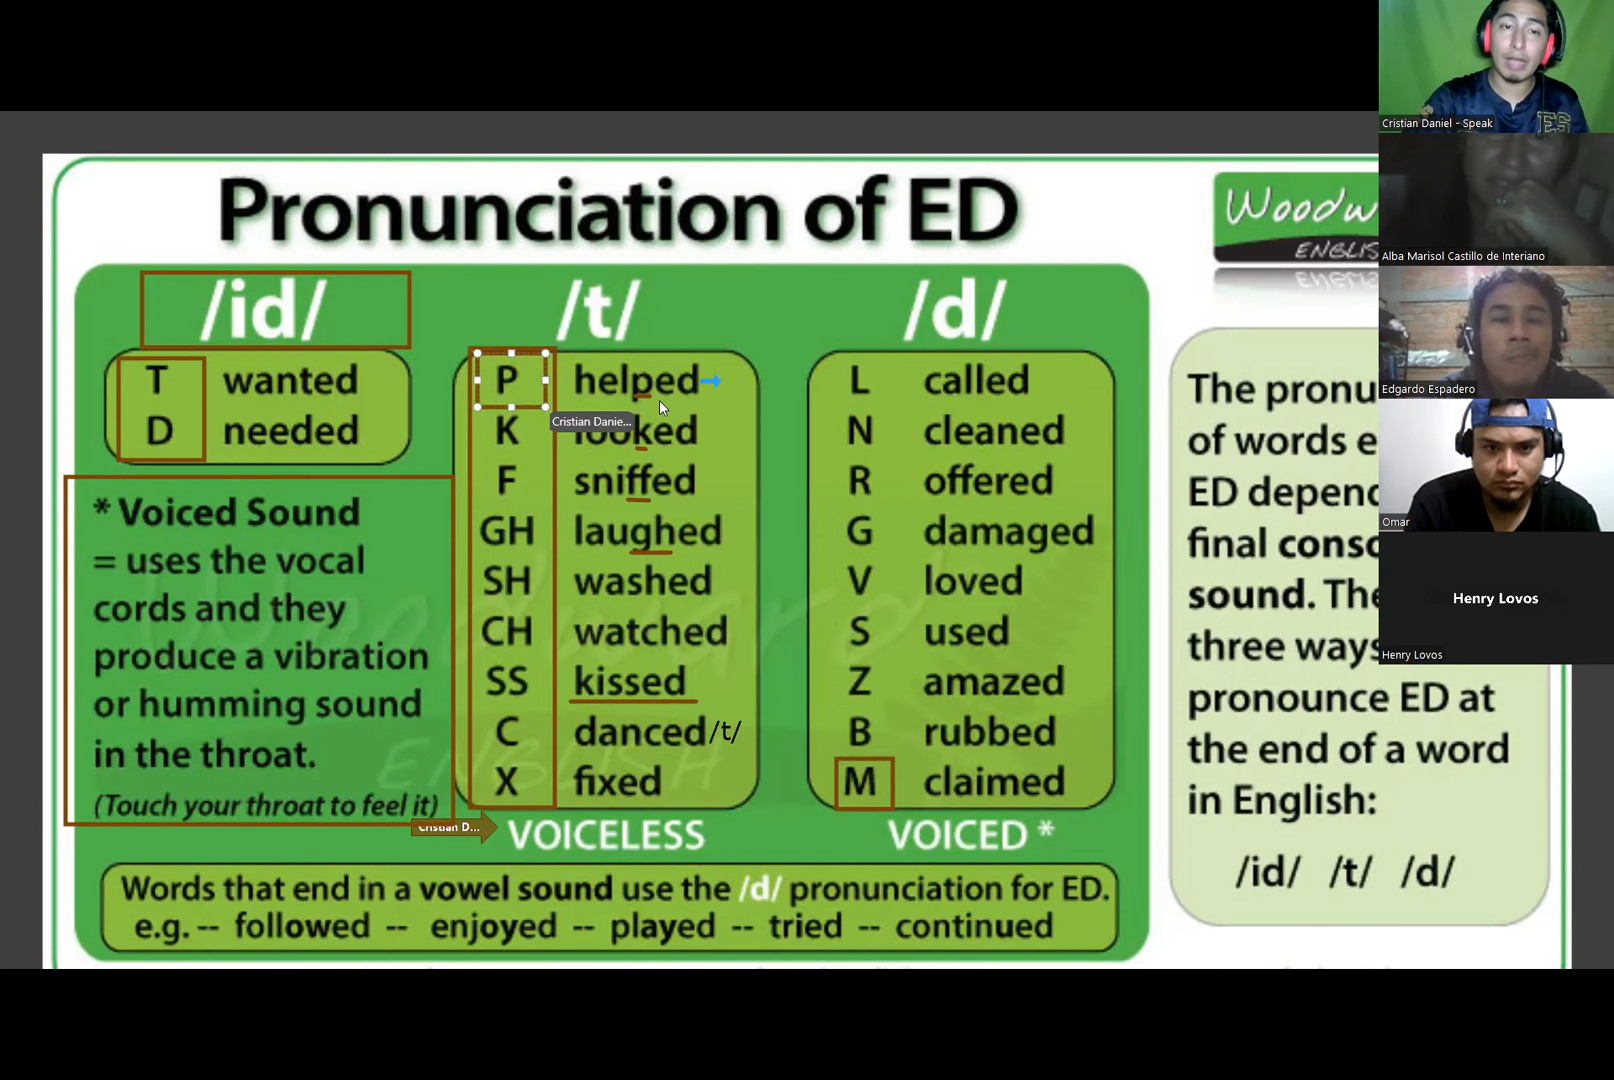 Pronunciation of ED
Woodw
ENGLIS
/id/
T wanted
D needed
* Voiced Sound
= uses the vocal
cords and they
produce a vibration
or humming sound
in the throat.
(Touch your throat to feel it)
/t/
P helped
K looked
F sniffed
GH laughed
SH washed
CH watched
SS kissed
C danced /t/
X fixed
VOICELESS
Cristian Danie...
Cristian D...
/d/
L called
N cleaned
R offered
G damaged
V loved
S used
Z amazed
B rubbed
M claimed
VOICED *
Words that end in a vowel sound use the /d/ pronunciation for ED.
e.g. -- followed -- enjoyed -- played -- tried -- continued
The pronu
of words e
ED depend
final conso
sound. The
three ways
pronounce ED at
the end of a word
in English:
/id/ /t/ /d/
Woodward
ENGLISH
Cristian Daniel - Speak
ES
Alba Marisol Castillo de Interiano
Edgardo Espadero
Omar
Henry Lovos
Henry Lovos